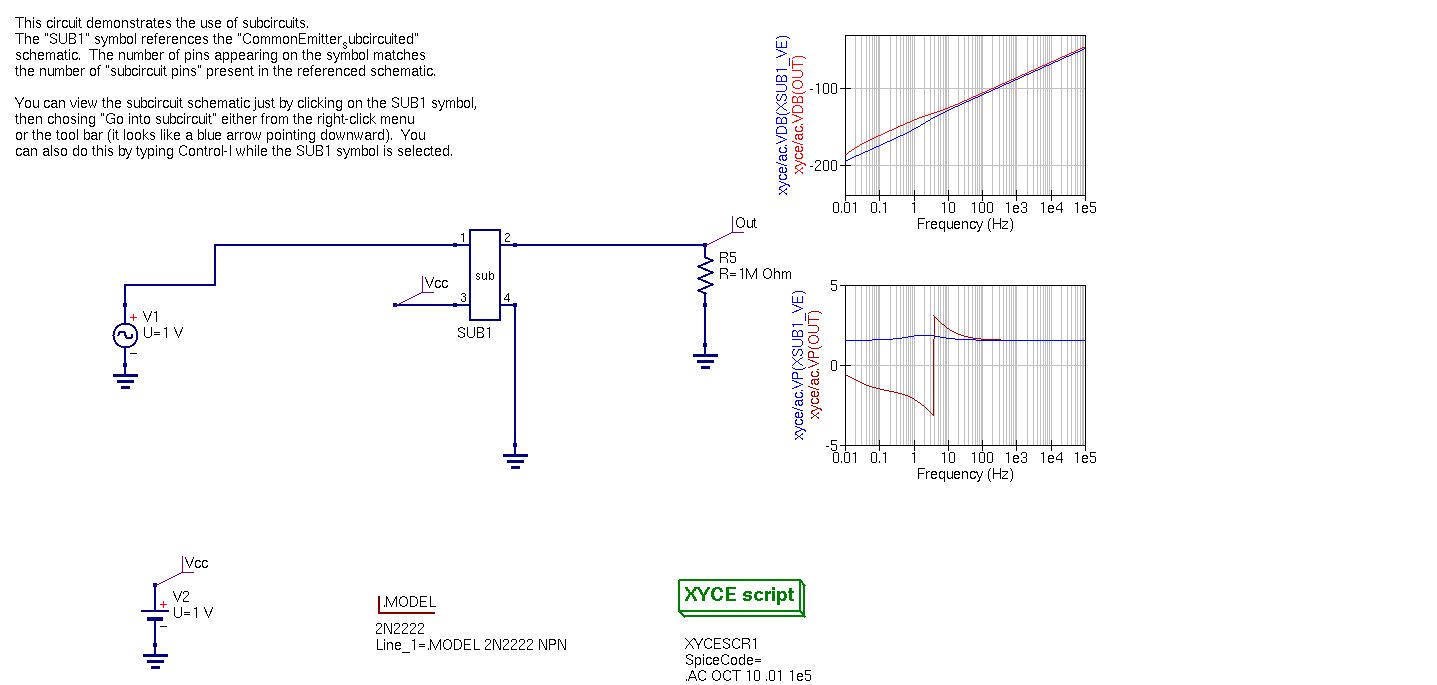 This circuit demonstrates the use of subcircuits.
The "SUB1" symbol references the "CommonEmitterₛubcircuited"
schematic. The number of pins appearing on the symbol matches
the number of "subcircuit pins" present in the referenced schematic.
You can view the subcircuit schematic just by clicking on the SUB1 symbol,
then chosing "Go into subcircuit" either from the right-click menu
or the tool bar (it looks like a blue arrow pointing downward). You
can also do this by typing Control-I while the SUB1 symbol is selected.
xyce/ac.VDB(XSUB1_VE)
xyce/ac.VDB(OUT)
-100
-200
0.01 0.1 1 10 100 1e3 1e4 1e5
Frequency (Hz)
1 2
sub
3 4
SUB1
Vcc
Out
R5
R=1M Ohm
+ V1
U=1 V
xyce/ac.VP(XSUB1_VE)
xyce/ac.VP(OUT)
5
0
-5
0.01 0.1 1 10 100 1e3 1e4 1e5
Frequency (Hz)
Vcc
V2
+ U=1 V
.MODEL
2N2222
Line_1=.MODEL 2N2222 NPN
XYCE script
XYCESCR1
SpiceCode=
.AC OCT 10 .01 1e5